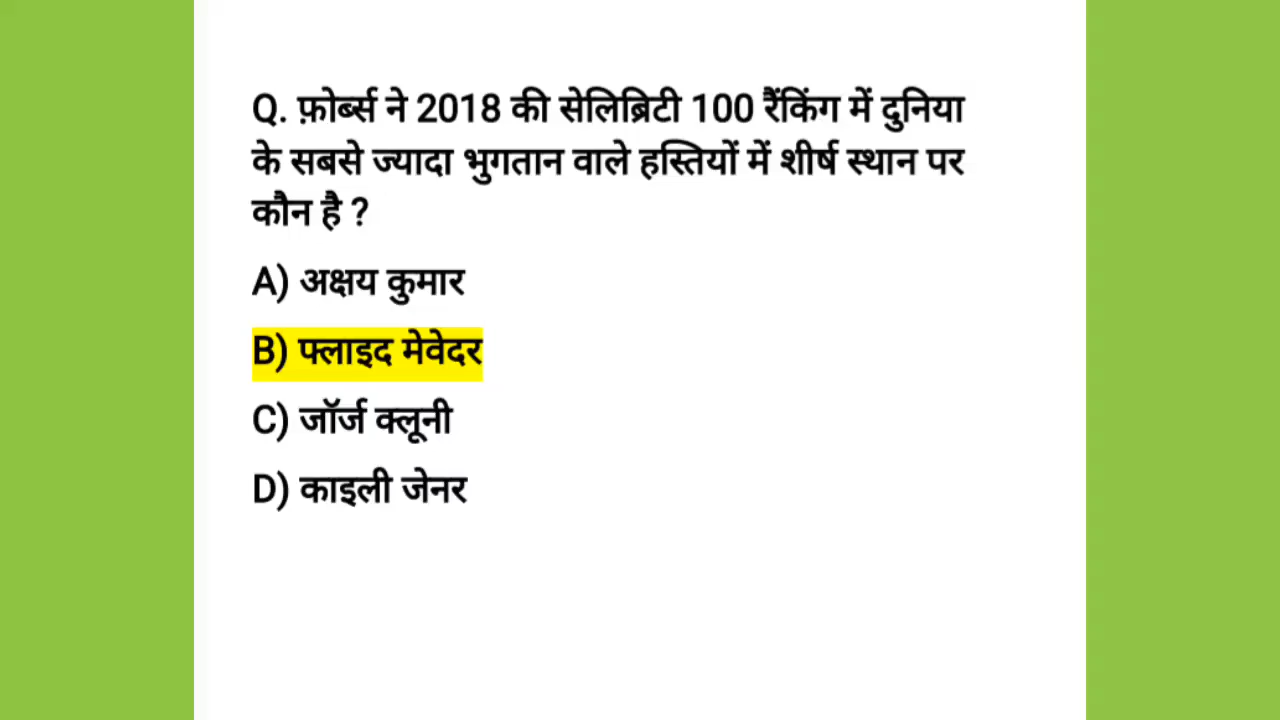 Q. फ़ोर्ब्स ने 2018 की सेलिब्रिटी 100 रैंकिंग में दुनिया
के सबसे ज्यादा भुगतान वाले हस्तियों में शीर्ष स्थान पर
कौन है ?
A) अक्षय कुमार
B) फ्लाइद मेवेदर
C) जॉर्ज क्लूनी
D) काइली जेनर